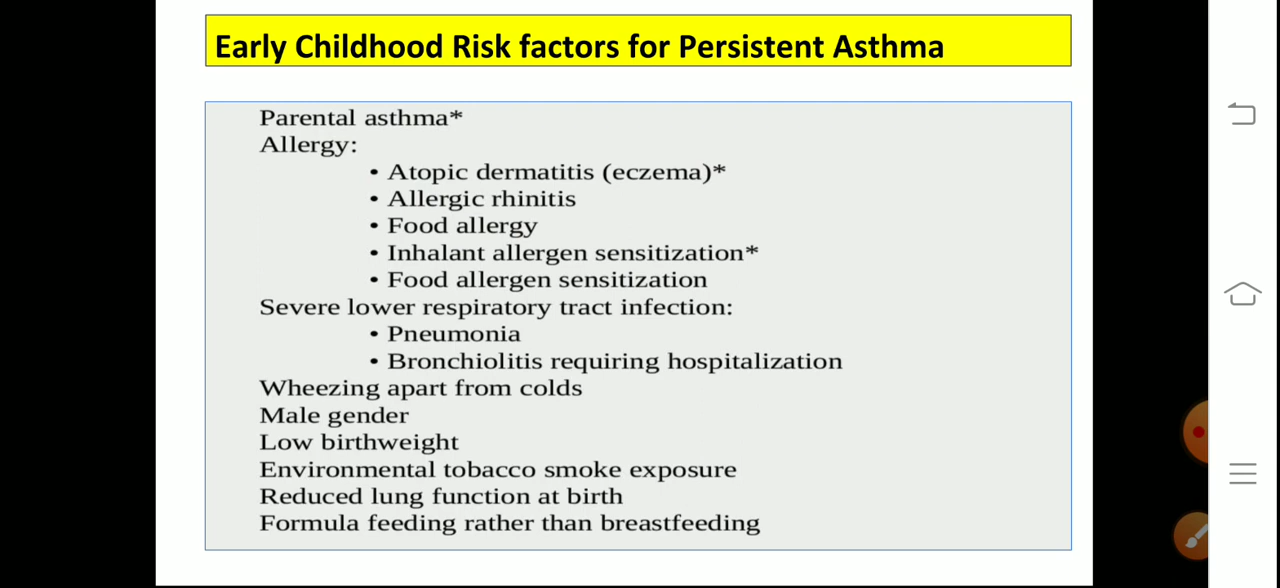 Early Childhood Risk factors for Persistent Asthma
Parental asthma*
Allergy:
• Atopic dermatitis (eczema)*
• Allergic rhinitis
• Food allergy
• Inhalant allergen sensitization*
• Food allergen sensitization
Severe lower respiratory tract infection:
• Pneumonia
• Bronchiolitis requiring hospitalization
Wheezing apart from colds
Male gender
Low birthweight
Environmental tobacco smoke exposure
Reduced lung function at birth
Formula feeding rather than breastfeeding